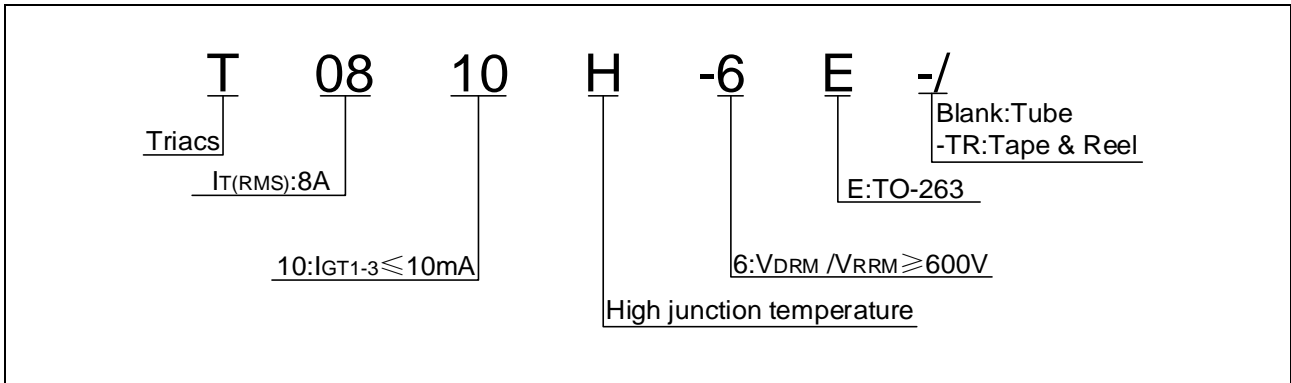 T 08 10 H -6 E -/
Blank:Tube
Triacs
-TR:Tape & Reel
IT(RMS):8A
E:TO-263
10:IGT1-3≦10mA
6:VDRM /VRRM≧600V
High junction temperature